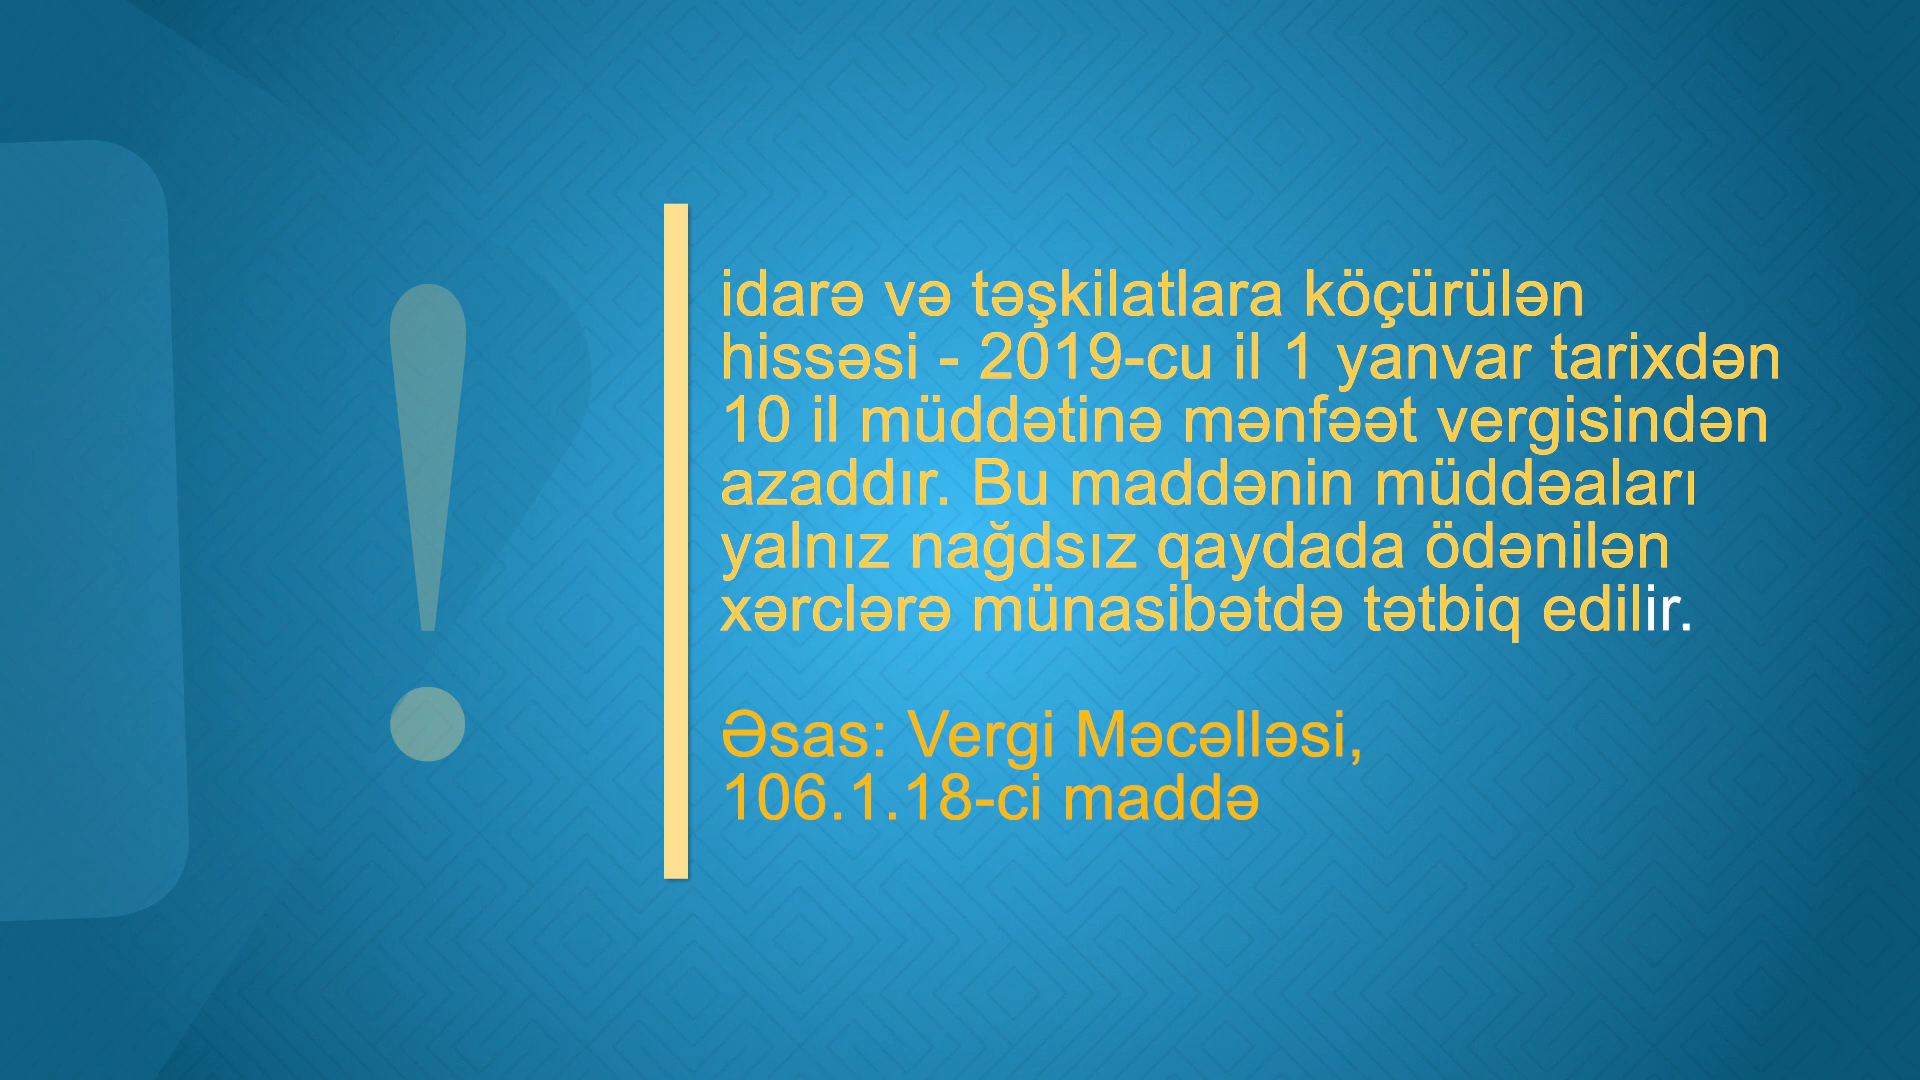 idarə və təşkilatlara köçürülən
hissəsi - 2019-cu il 1 yanvar tarixdən
10 il müddətinə mənfəət vergisindən
azaddır. Bu maddənin müddəaları
yalnız nağdsız qaydada ödənilən
xərclərə münasibətdə tətbiq edilir.
Əsas: Vergi Məcəlləsi,
106.1.18-ci maddə